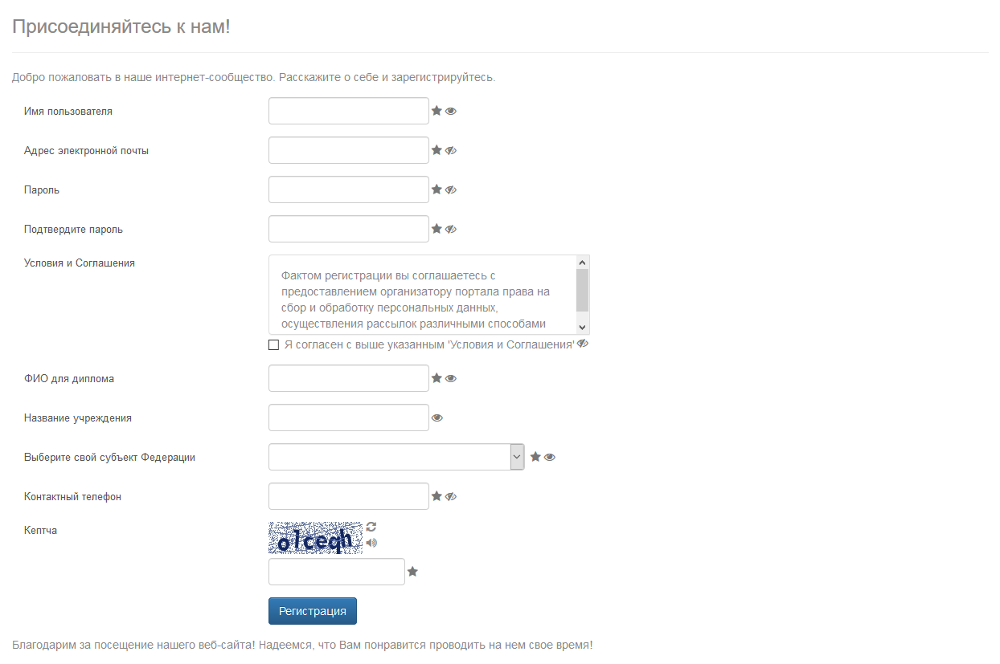 Присоединяйтесь к нам!
Добро пожаловать в наше интернет-сообщество. Расскажите о себе и зарегистрируйтесь.
Имя пользователя
Адрес электронной почты
Пароль
Подтвердите пароль
Условия и Соглашения
Фактом регистрации вы соглашаетесь с
предоставлением организатору портала права на
сбор и обработку персональных данных,
осуществления рассылок различными способами
Я согласен с выше указанным 'Условия и Соглашения'
ФИО для диплома
Название учреждения
Выберите свой субъект Федерации
Контактный телефон
Кептча
olceqh
Регистрация
Благодарим за посещение нашего веб-сайта! Надеемся, что Вам понравится проводить на нем свое время!